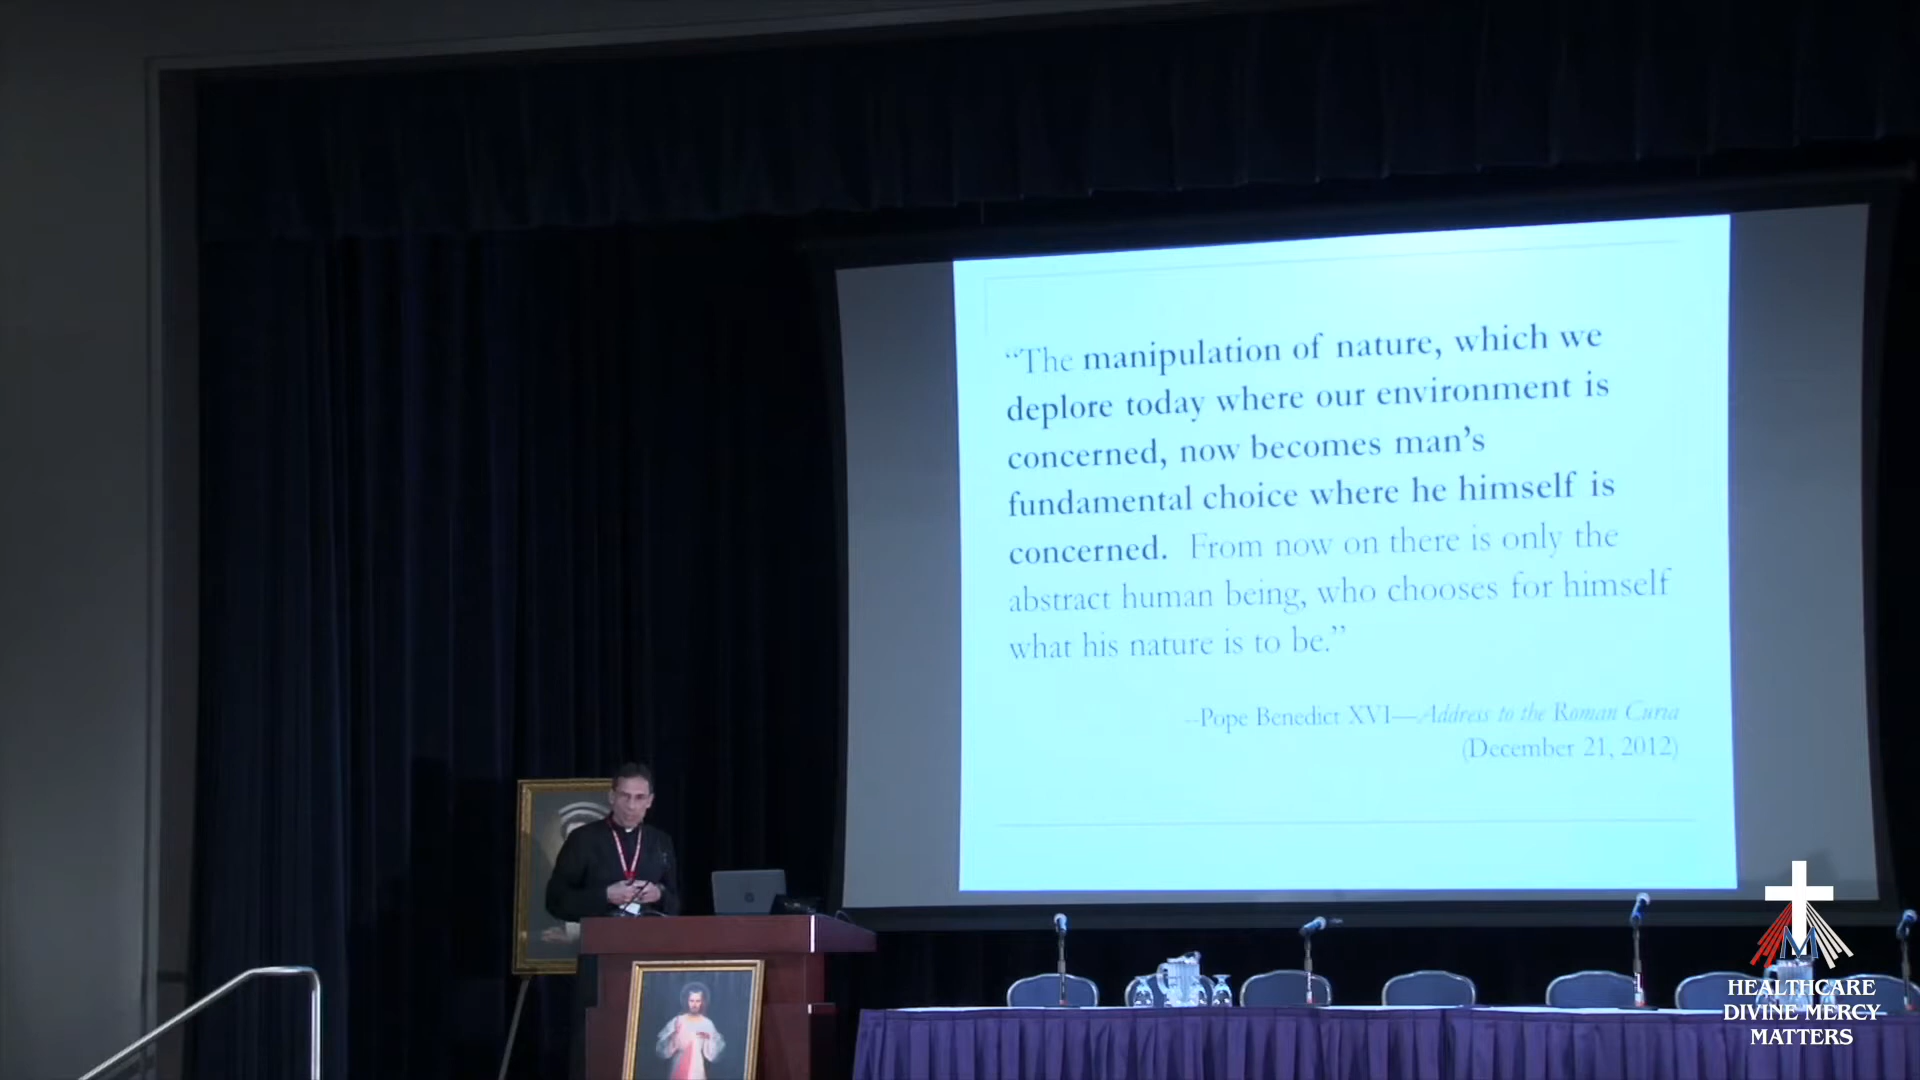 “The manipulation of nature, which we
deplore today where our environment is
concerned, now becomes man’s
fundamental choice where he himself is
concerned. From now on there is only the
abstract human being, who chooses for himself
what his nature is to be.”
--Pope Benedict XVI—Address to the Roman Curia
(December 21, 2012)
HEALTHCARE
DIVINE MERCY
MATTERS